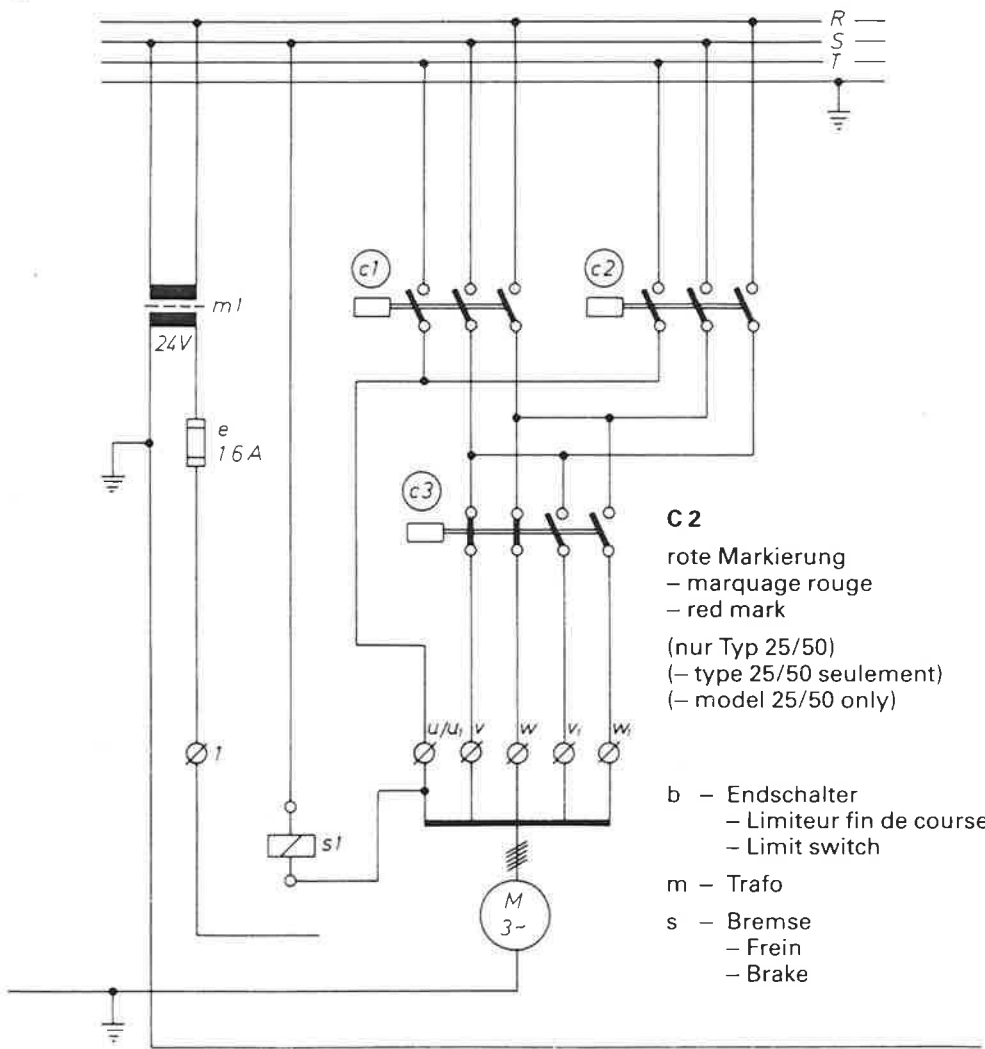 R
S
T
c1
c2
m1
24V
e
16A
c3
C 2
rote Markierung
– marquage rouge
– red mark
(nur Typ 25/50)
(– type 25/50 seulement)
(– model 25/50 only)
1
u/u₁ v w v₁ w₁
b – Endschalter
– Limiteur fin de course
– Limit switch
s1
m – Trafo
M
3~
s – Bremse
– Frein
– Brake